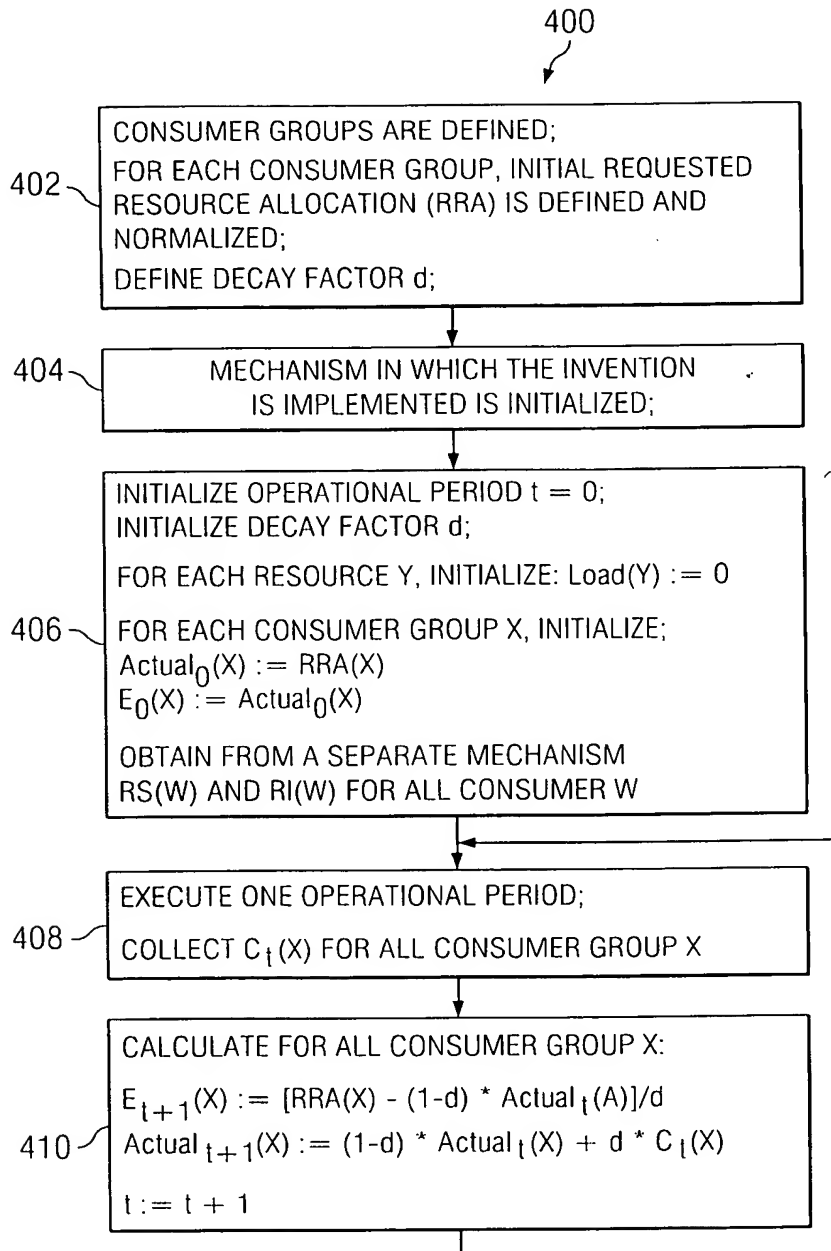 400
402
CONSUMER GROUPS ARE DEFINED;
FOR EACH CONSUMER GROUP, INITIAL REQUESTED
RESOURCE ALLOCATION (RRA) IS DEFINED AND
NORMALIZED;
DEFINE DECAY FACTOR d;
404
MECHANISM IN WHICH THE INVENTION
IS IMPLEMENTED IS INITIALIZED;
406
INITIALIZE OPERATIONAL PERIOD t = 0;
INITIALIZE DECAY FACTOR d;
FOR EACH RESOURCE Y, INITIALIZE: Load(Y) := 0
FOR EACH CONSUMER GROUP X, INITIALIZE;
Actual₀(X) := RRA(X)
E₀(X) := Actual₀(X)
OBTAIN FROM A SEPARATE MECHANISM
RS(W) AND RI(W) FOR ALL CONSUMER W
408
EXECUTE ONE OPERATIONAL PERIOD;
COLLECT Cₜ(X) FOR ALL CONSUMER GROUP X
410
CALCULATE FOR ALL CONSUMER GROUP X:
Eₜ₊₁(X) := [RRA(X) - (1-d) * Actualₜ(A)]/d
Actualₜ₊₁(X) := (1-d) * Actualₜ(X) + d * Cₜ(X)
t := t + 1